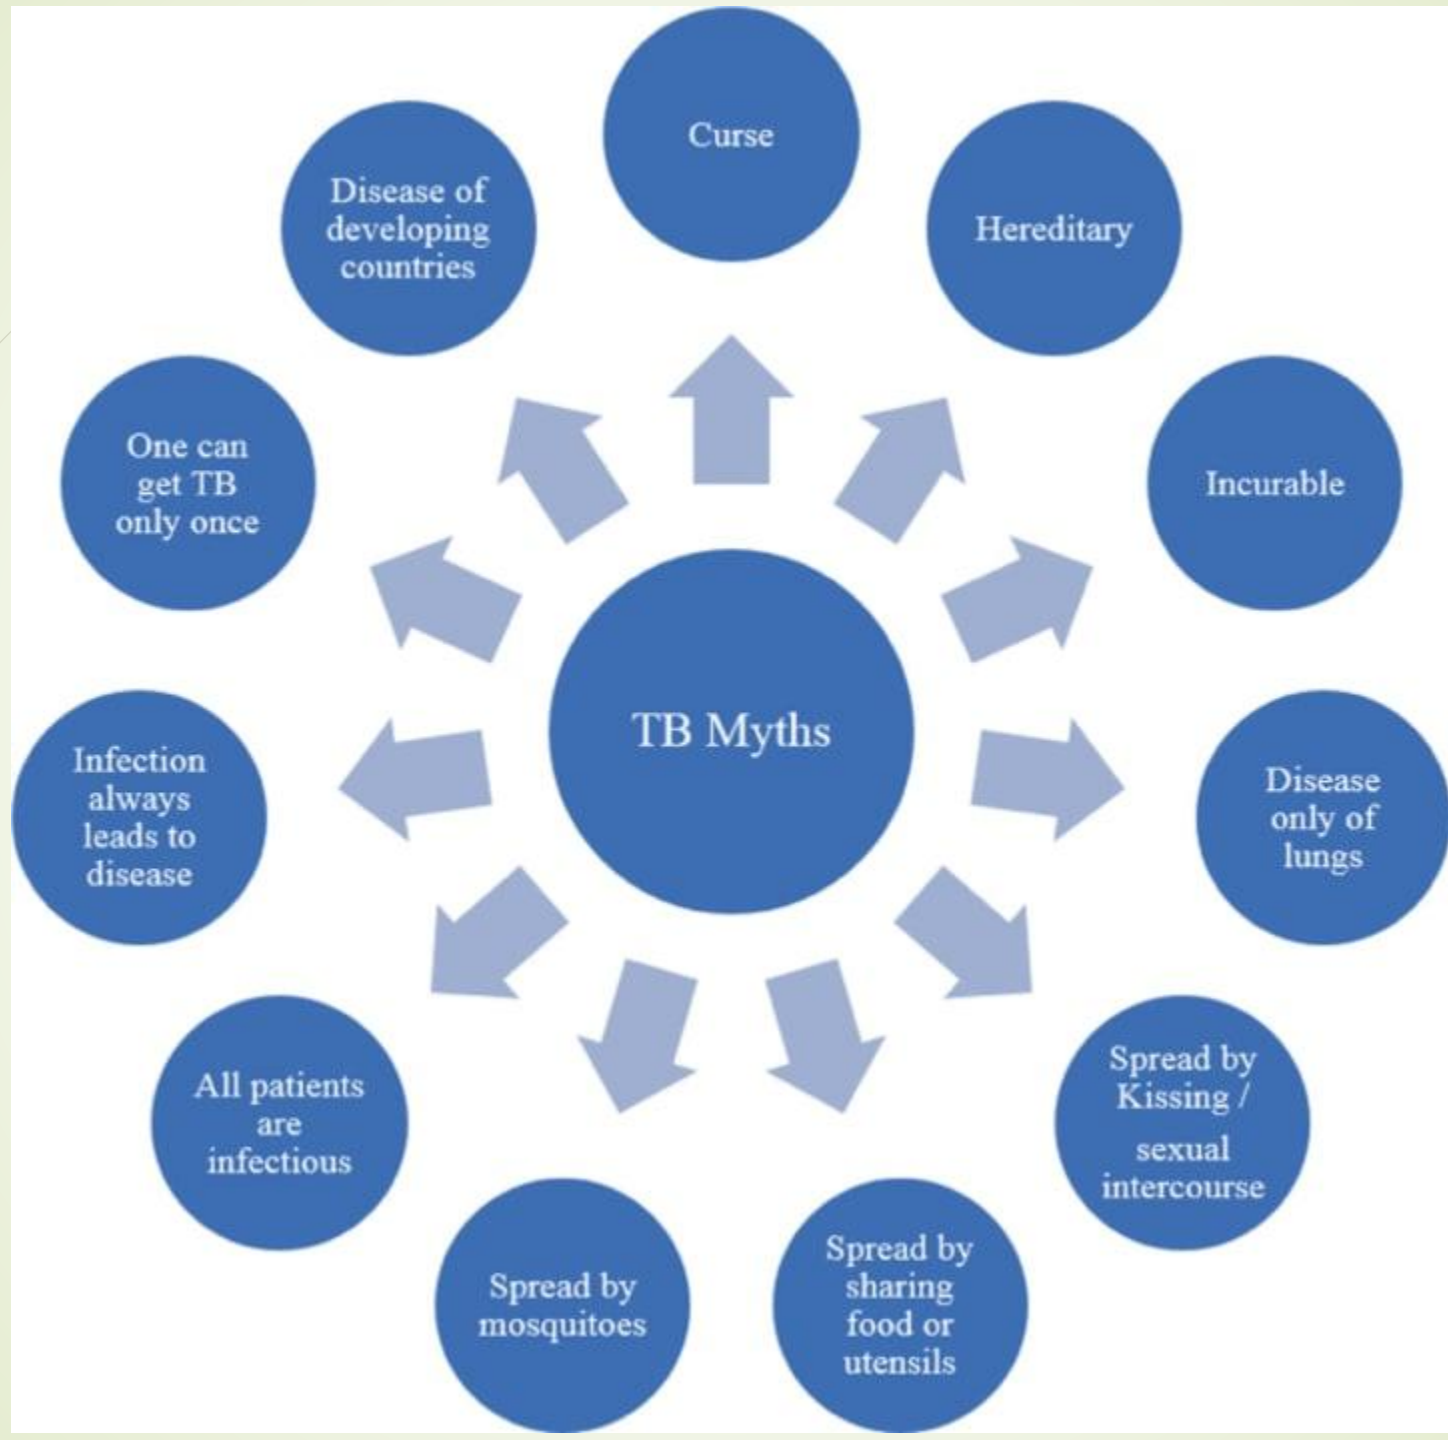 Curse
Hereditary
Incurable
Disease
only of
lungs
Spread by
Kissing /
sexual
intercourse
Spread by
sharing
food or
utensils
Spread by
mosquitoes
All patients
are
infectious
Infection
always
leads to
disease
One can
get TB
only once
Disease of
developing
countries
TB Myths